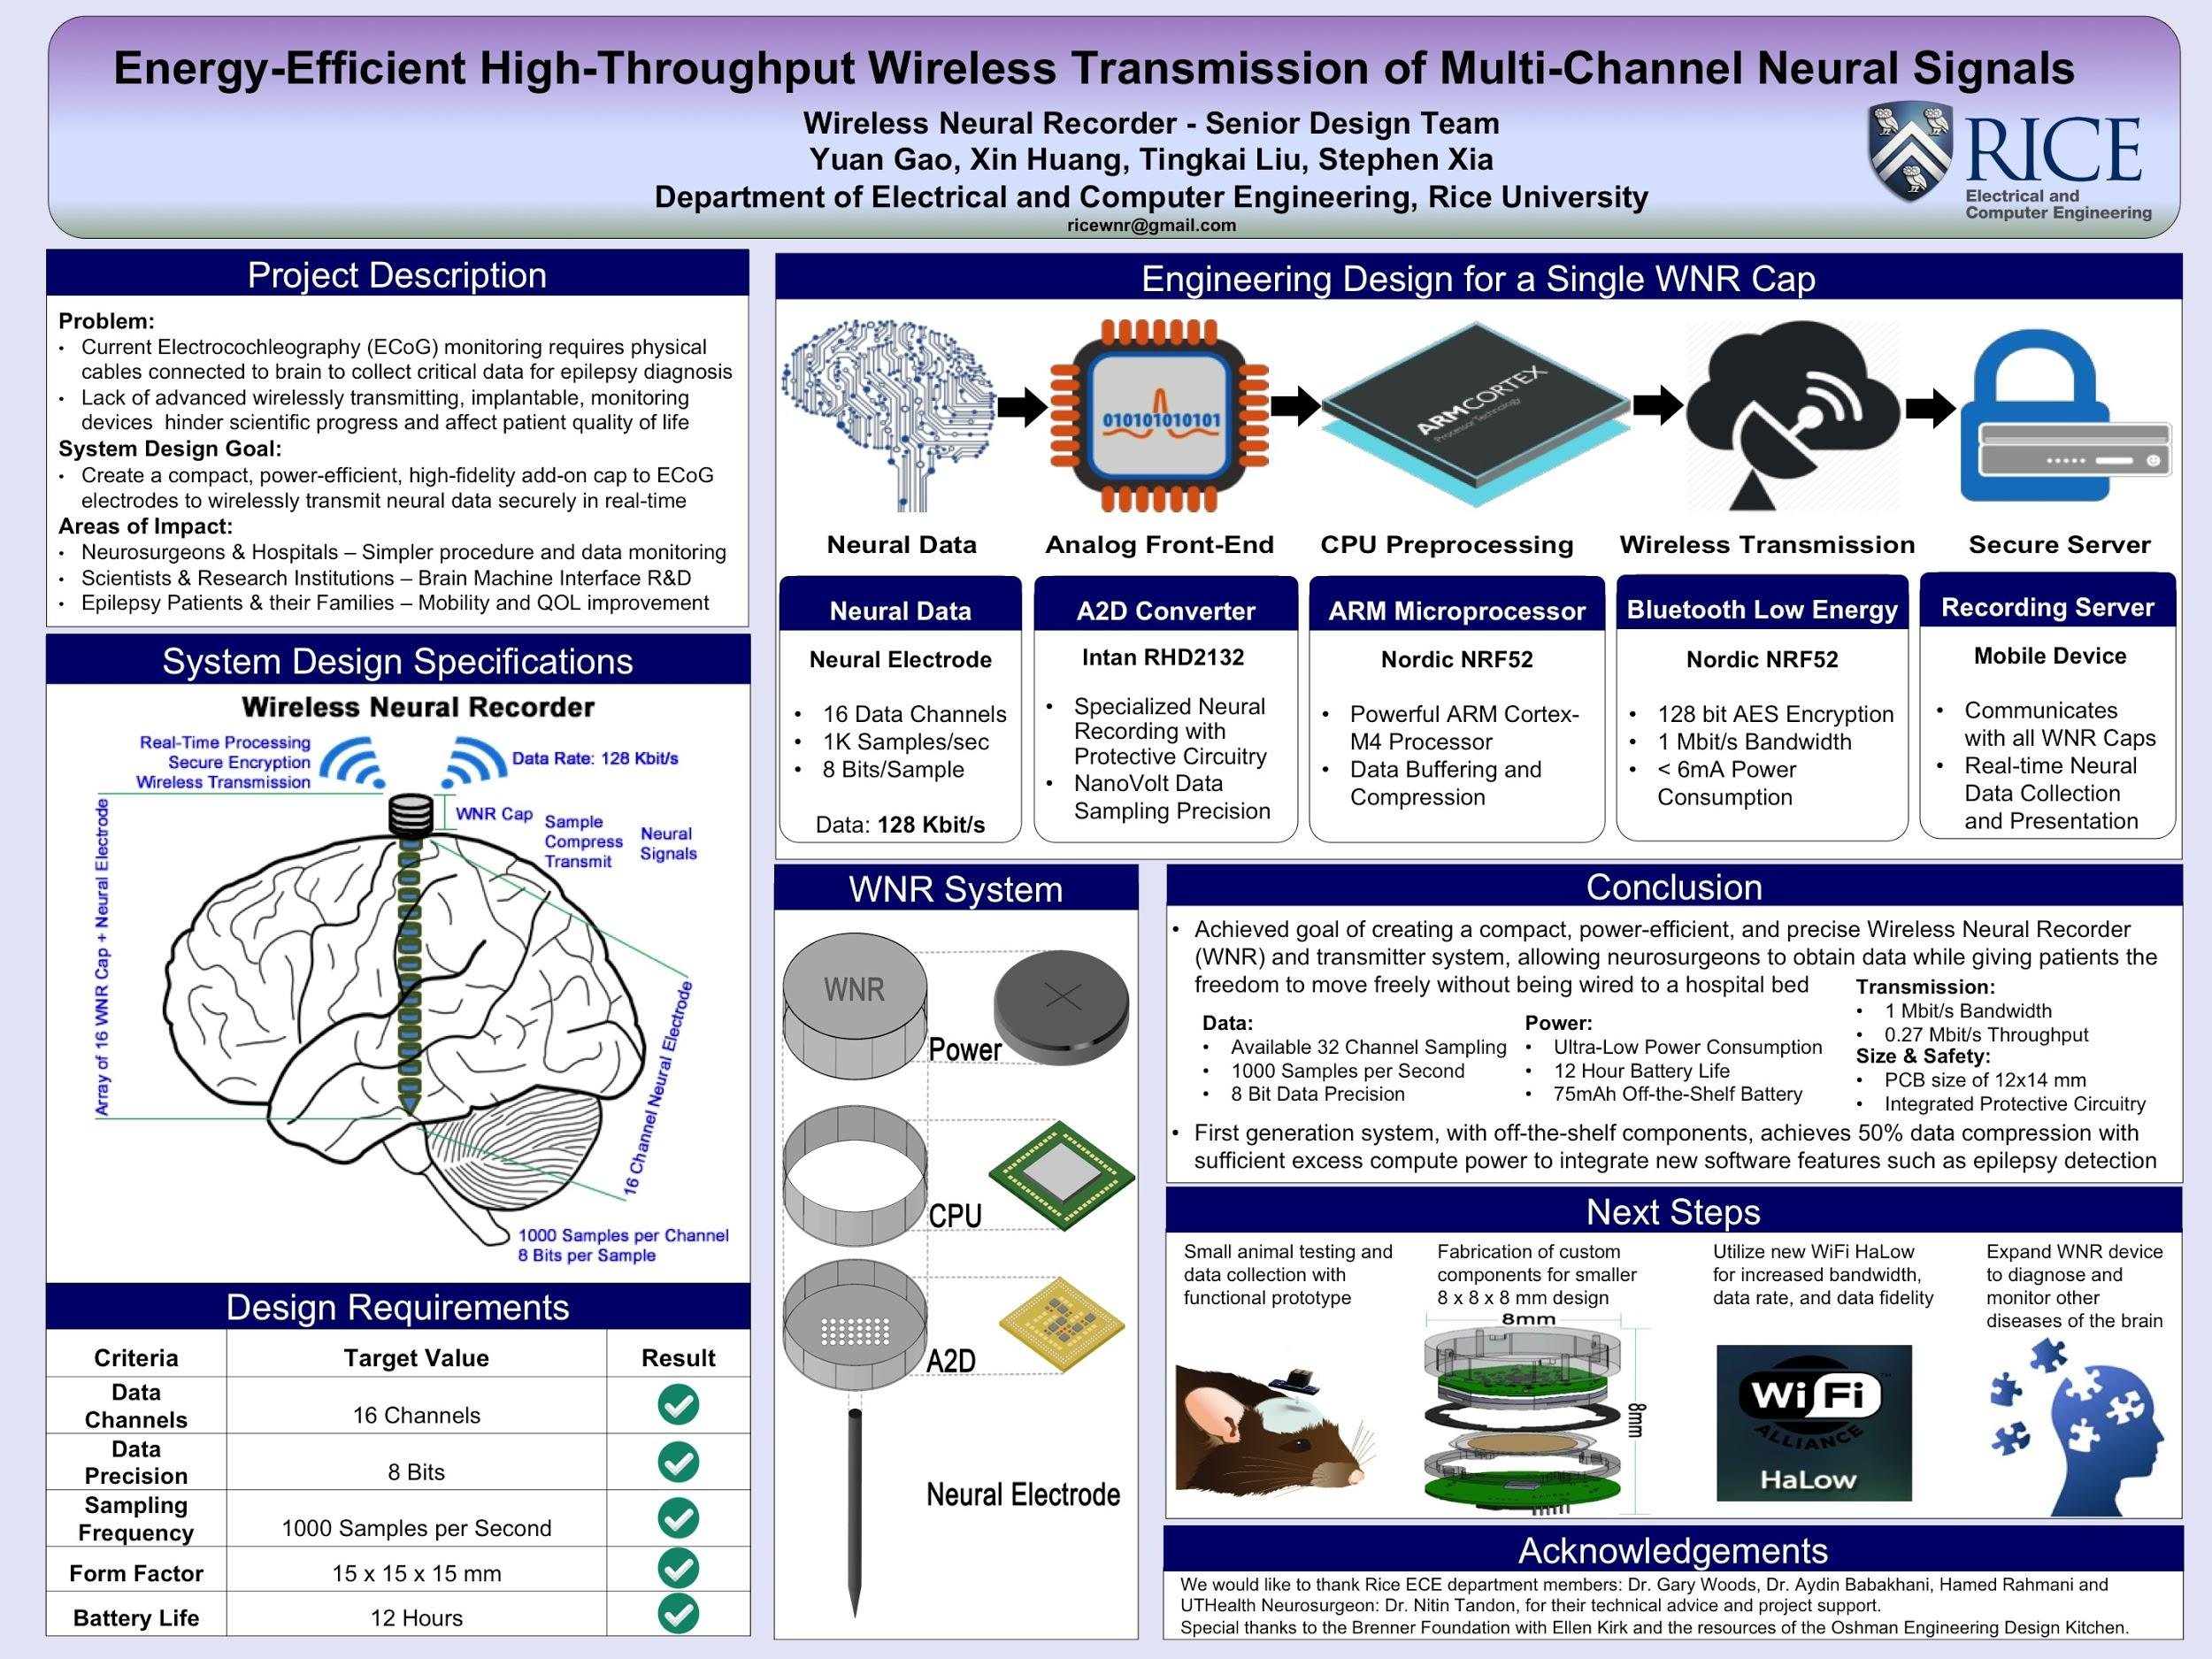 Energy-Efficient High-Throughput Wireless Transmission of Multi-Channel Neural Signals
Wireless Neural Recorder - Senior Design Team
Yuan Gao, Xin Huang, Tingkai Liu, Stephen Xia
Department of Electrical and Computer Engineering, Rice University
ricewnr@gmail.com
RICE
Electrical and
Computer Engineering
Project Description
Problem:
• Current Electrocochleography (ECoG) monitoring requires physical
cables connected to brain to collect critical data for epilepsy diagnosis
• Lack of advanced wirelessly transmitting, implantable, monitoring
devices hinder scientific progress and affect patient quality of life
System Design Goal:
• Create a compact, power-efficient, high-fidelity add-on cap to ECoG
electrodes to wirelessly transmit neural data securely in real-time
Areas of Impact:
• Neurosurgeons & Hospitals – Simpler procedure and data monitoring
• Scientists & Research Institutions – Brain Machine Interface R&D
• Epilepsy Patients & their Families – Mobility and QOL improvement
System Design Specifications
Wireless Neural Recorder
Real-Time Processing
Secure Encryption
Wireless Transmission
Data Rate: 128 Kbit/s
WNR Cap
Sample
Compress
Transmit
Neural
Signals
Array of 16 WNR Cap + Neural Electrode
16 Channel Neural Electrode
1000 Samples per Channel
8 Bits per Sample
Design Requirements
Criteria Target Value Result
Data
Channels
16 Channels
Data
Precision
8 Bits
Sampling
Frequency
1000 Samples per Second
Form Factor 15 x 15 x 15 mm
Battery Life 12 Hours
Engineering Design for a Single WNR Cap
010101010101
ARMCORTEX
Processor Technology
Neural Data
Analog Front-End
CPU Preprocessing
Wireless Transmission
Secure Server
Neural Data
Neural Electrode
• 16 Data Channels
• 1K Samples/sec
• 8 Bits/Sample
Data: 128 Kbit/s
A2D Converter
Intan RHD2132
• Specialized Neural
Recording with
Protective Circuitry
• NanoVolt Data
Sampling Precision
ARM Microprocessor
Nordic NRF52
• Powerful ARM Cortex-
M4 Processor
• Data Buffering and
Compression
Bluetooth Low Energy
Nordic NRF52
• 128 bit AES Encryption
• 1 Mbit/s Bandwidth
• < 6mA Power
Consumption
Recording Server
Mobile Device
• Communicates
with all WNR Caps
• Real-time Neural
Data Collection
and Presentation
WNR System
WNR
Power
CPU
A2D
Neural Electrode
Conclusion
• Achieved goal of creating a compact, power-efficient, and precise Wireless Neural Recorder
(WNR) and transmitter system, allowing neurosurgeons to obtain data while giving patients the
freedom to move freely without being wired to a hospital bed
Data:
• Available 32 Channel Sampling
• 1000 Samples per Second
• 8 Bit Data Precision
Power:
• Ultra-Low Power Consumption
• 12 Hour Battery Life
• 75mAh Off-the-Shelf Battery
Transmission:
• 1 Mbit/s Bandwidth
• 0.27 Mbit/s Throughput
Size & Safety:
• PCB size of 12x14 mm
• Integrated Protective Circuitry
• First generation system, with off-the-shelf components, achieves 50% data compression with
sufficient excess compute power to integrate new software features such as epilepsy detection
Next Steps
Small animal testing and
data collection with
functional prototype
Fabrication of custom
components for smaller
8 x 8 x 8 mm design
8mm
8mm
Utilize new WiFi HaLow
for increased bandwidth,
data rate, and data fidelity
WiFi
ALLIANCE
HaLow
Expand WNR device
to diagnose and
monitor other
diseases of the brain
Acknowledgements
We would like to thank Rice ECE department members: Dr. Gary Woods, Dr. Aydin Babakhani, Hamed Rahmani and
UTHealth Neurosurgeon: Dr. Nitin Tandon, for their technical advice and project support.
Special thanks to the Brenner Foundation with Ellen Kirk and the resources of the Oshman Engineering Design Kitchen.